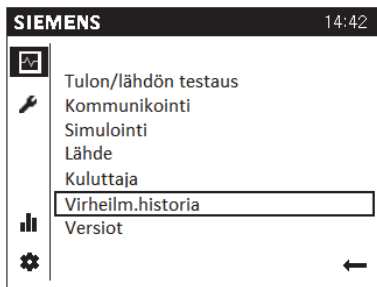 SIEMENS 14:42
Tulon/lähdön testaus
Kommunikointi
Simulointi
Lähde
Kuluttaja
Virheilm.historia
Versiot